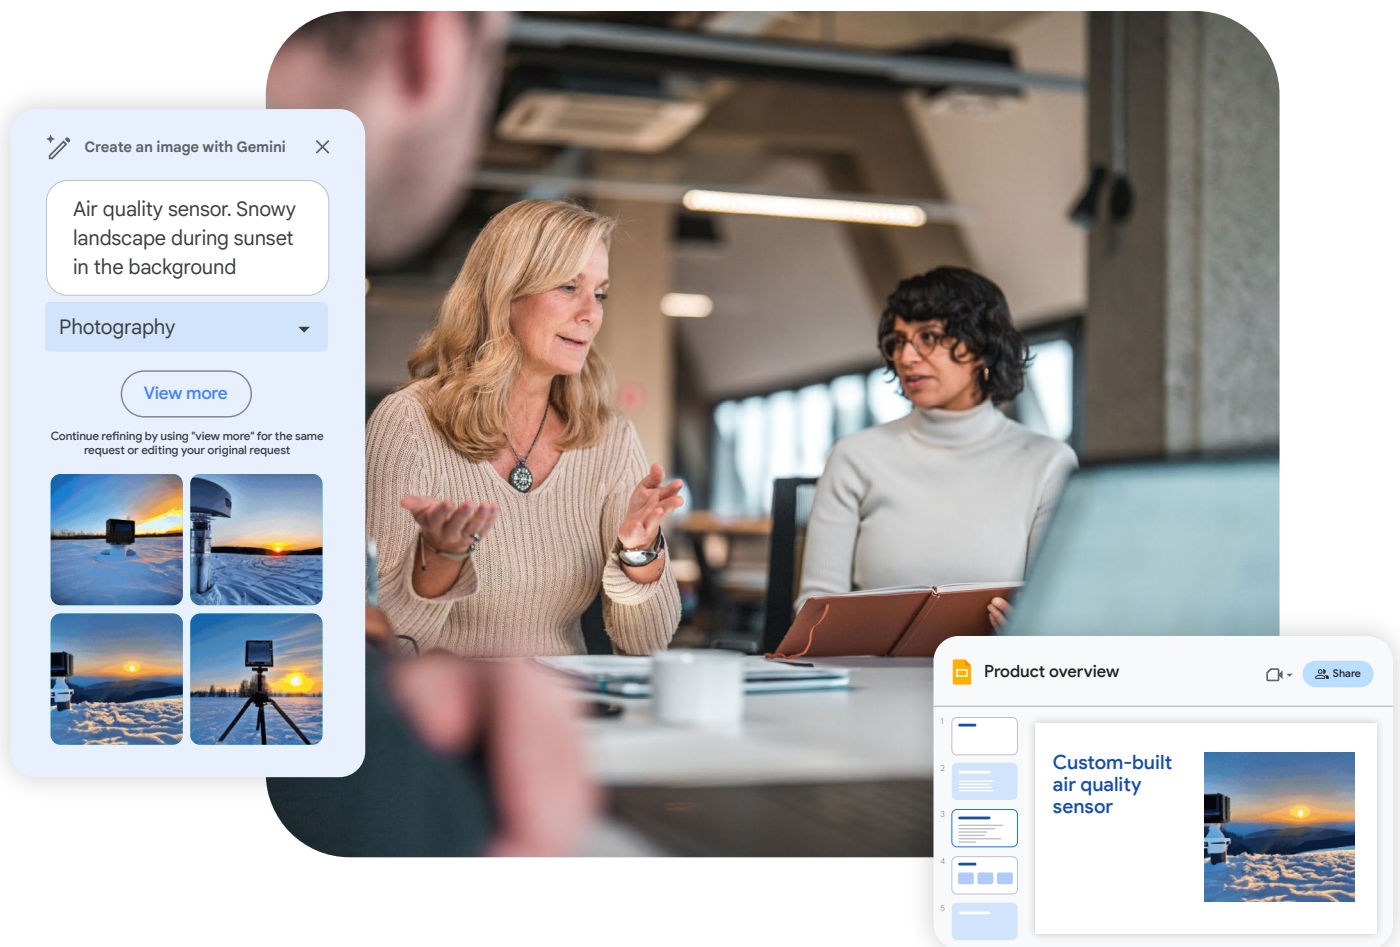 Create an image with Gemini
Air quality sensor. Snowy
landscape during sunset
in the background
Photography
View more
Continue refining by using "view more" for the same
request or editing your original request
Product overview
Share
1
2
3
4
5
Custom-built
air quality
sensor